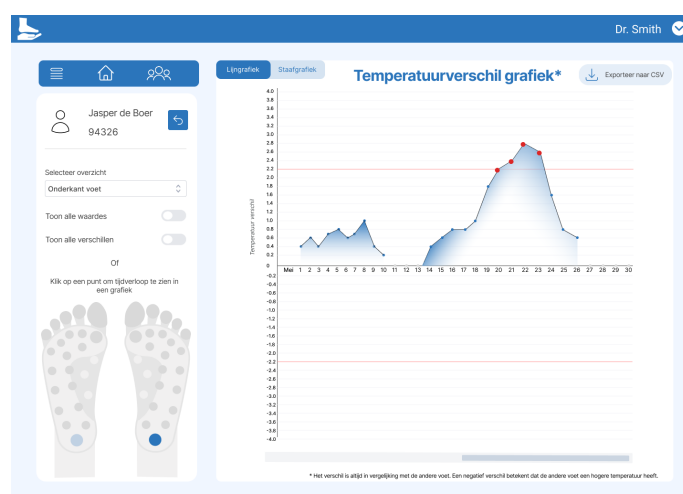 Dr. Smith
Jasper de Boer
94326
Selecteer overzicht
Onderkant voet
Toon alle waardes
Toon alle verschillen
Of
Klik op een punt om tijdverloop te zien in
een grafiek
Lijngrafiek
Staafgrafiek
Temperatuurverschil grafiek*
Exporteer naar CSV
Temperatuur verschil
4.0
3.8
3.6
3.4
3.2
3.0
2.8
2.6
2.4
2.2
2.0
1.8
1.6
1.4
1.2
1.0
0.8
0.6
0.4
0.2
0
Mei 1 2 3 4 5 6 7 8 9 10 11 12 13 14 15 16 17 18 19 20 21 22 23 24 25 26 27 28 29 30
-0.2
-0.4
-0.6
-0.8
-1.0
-1.2
-1.4
-1.6
-1.8
-2.0
-2.2
-2.4
-2.6
-2.8
-3.0
-3.2
-3.4
-3.6
-3.8
-4.0
* Het verschil is altijd in vergelijking met de andere voet. Een negatief verschil betekent dat de andere voet een hogere temperatuur heeft.